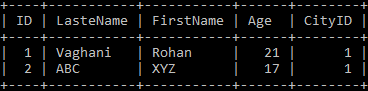 +----+-----------+-----------+------+--------+
| ID | LasteName | FirstName | Age  | CityID |
+----+-----------+-----------+------+--------+
|  1 | Vaghani   | Rohan     |   21 |      1 |
|  2 | ABC       | XYZ       |   17 |      1 |
+----+-----------+-----------+------+--------+